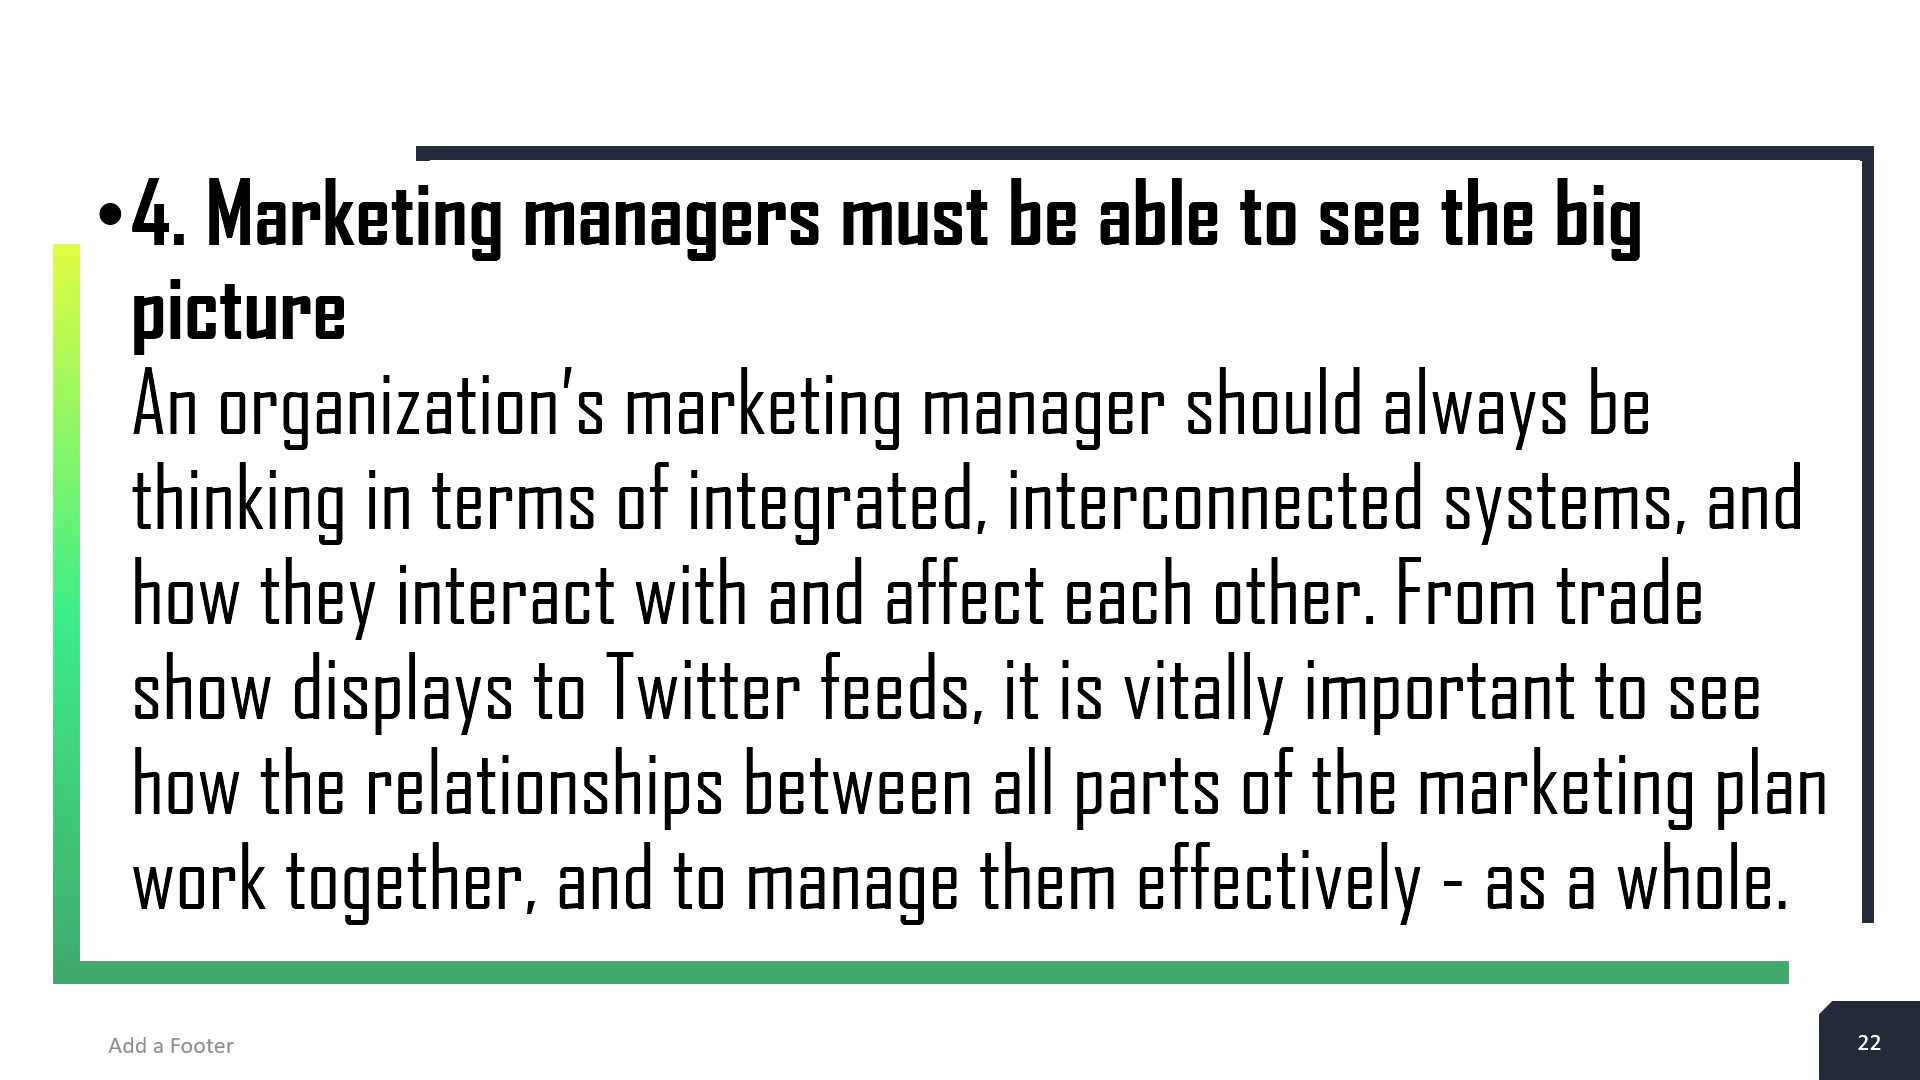 •4. Marketing managers must be able to see the big
picture
An organization’s marketing manager should always be
thinking in terms of integrated, interconnected systems, and
how they interact with and affect each other. From trade
show displays to Twitter feeds, it is vitally important to see
how the relationships between all parts of the marketing plan
work together, and to manage them effectively - as a whole.
Add a Footer
22